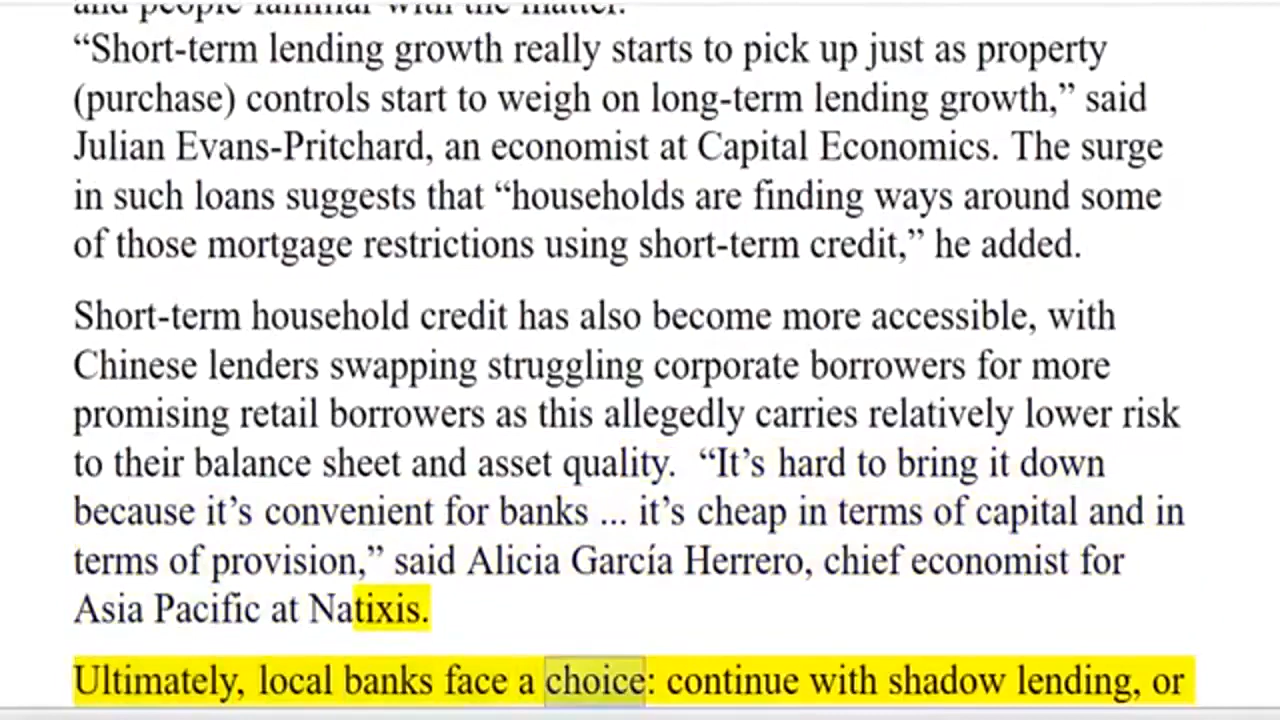 and people familiar with the matter.
“Short-term lending growth really starts to pick up just as property
(purchase) controls start to weigh on long-term lending growth,” said
Julian Evans-Pritchard, an economist at Capital Economics. The surge
in such loans suggests that “households are finding ways around some
of those mortgage restrictions using short-term credit,” he added.
Short-term household credit has also become more accessible, with
Chinese lenders swapping struggling corporate borrowers for more
promising retail borrowers as this allegedly carries relatively lower risk
to their balance sheet and asset quality.  “It’s hard to bring it down
because it’s convenient for banks ... it’s cheap in terms of capital and in
terms of provision,” said Alicia García Herrero, chief economist for
Asia Pacific at Natixis.
Ultimately, local banks face a choice: continue with shadow lending, or